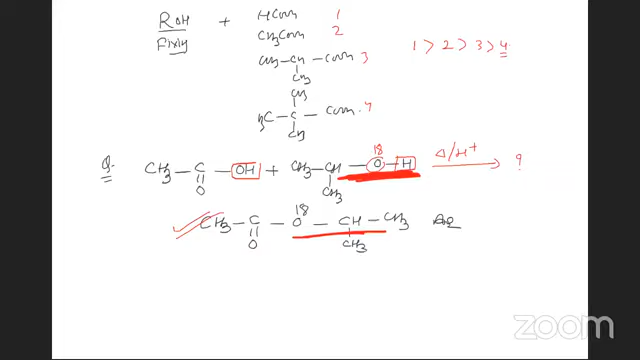 ROH + HCOOH 1
Fixing CH3COOH 2
CH3-CH-COOH 3 1 > 2 > 3 > 4
CH3
CH3
H3C-C-COOH 4
CH3
Q. CH3-C-OH + CH3-CH-O-H Δ/H+ ?
18
O CH3
18
CH3-C-O-CH-CH3
O CH3
zoom